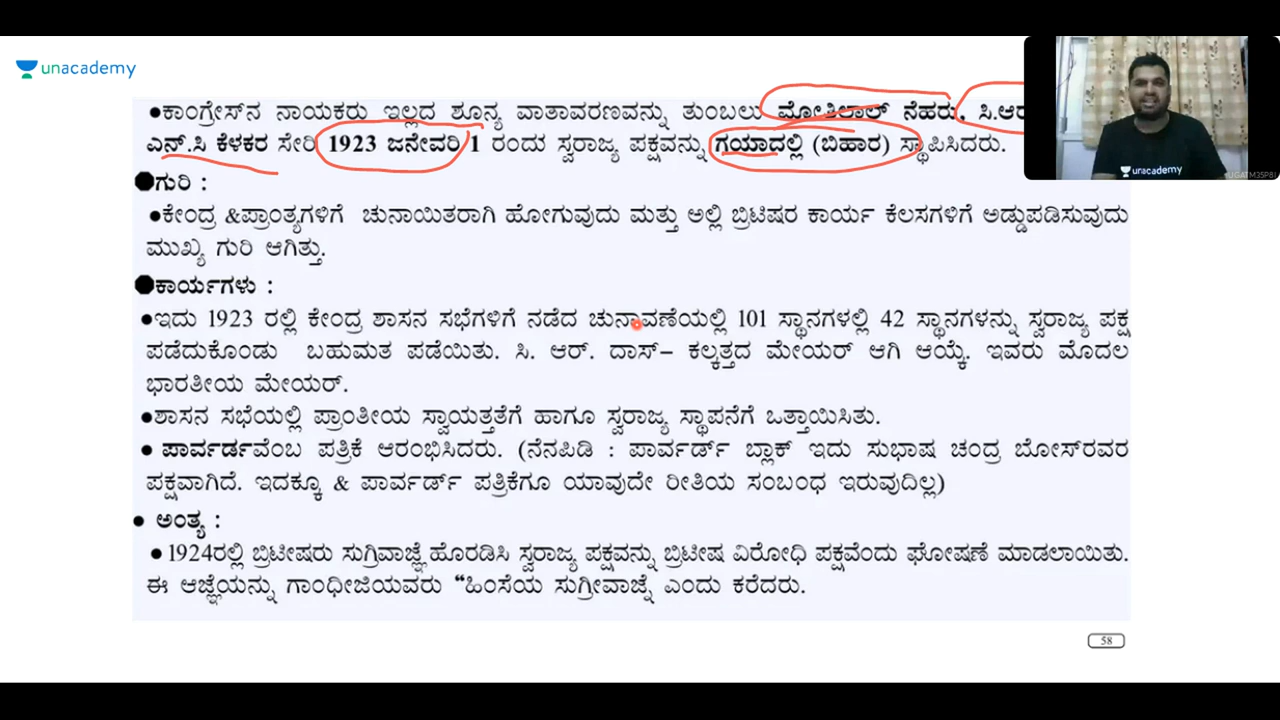 unacademy
●ಕಾಂಗ್ರೇಸ್‌ನ ನಾಯಕರು ಇಲ್ಲದ ಶೂನ್ಯ ವಾತಾವರಣವನ್ನು ತುಂಬಲು ಮೋತಿಲಾಲ್ ನೆಹರು, ಸಿ.ಆರ್
ಎನ್.ಸಿ ಕೆಳಕರ ಸೇರಿ 1923 ಜನೇವರಿ 1 ರಂದು ಸ್ವರಾಜ್ಯ ಪಕ್ಷವನ್ನು ಗಯಾದಲ್ಲಿ (ಬಿಹಾರ) ಸ್ಥಾಪಿಸಿದರು.
●ಗುರಿ :
●ಕೇಂದ್ರ &ಪ್ರಾಂತ್ಯಗಳಿಗೆ ಚುನಾಯಿತರಾಗಿ ಹೋಗುವುದು ಮತ್ತು ಅಲ್ಲಿ ಬ್ರಿಟಿಷರ ಕಾರ್ಯ ಕೆಲಸಗಳಿಗೆ ಅಡ್ಡುಪಡಿಸುವುದು
ಮುಖ್ಯ ಗುರಿ ಆಗಿತ್ತು.
●ಕಾರ್ಯಗಳು :
●ಇದು 1923 ರಲ್ಲಿ ಕೇಂದ್ರ ಶಾಸನ ಸಭೆಗಳಿಗೆ ನಡೆದ ಚುನಾವಣೆಯಲ್ಲಿ 101 ಸ್ಥಾನಗಳಲ್ಲಿ 42 ಸ್ಥಾನಗಳನ್ನು ಸ್ವರಾಜ್ಯ ಪಕ್ಷ
ಪಡೆದುಕೊಂಡು ಬಹುಮತ ಪಡೆಯಿತು. ಸಿ. ಆರ್. ದಾಸ್– ಕಲ್ಕತ್ತದ ಮೇಯರ್ ಆಗಿ ಆಯ್ಕೆ. ಇವರು ಮೊದಲ
ಭಾರತೀಯ ಮೇಯರ್.
●ಶಾಸನ ಸಭೆಯಲ್ಲಿ ಪ್ರಾಂತೀಯ ಸ್ವಾಯತ್ತತೆಗೆ ಹಾಗೂ ಸ್ವರಾಜ್ಯ ಸ್ಥಾಪನೆಗೆ ಒತ್ತಾಯಿಸಿತು.
● ಪಾರ್ವರ್ಡವೆಂಬ ಪತ್ರಿಕೆ ಆರಂಭಿಸಿದರು. (ನೆನಪಿಡಿ : ಪಾರ್ವರ್ಡ್ ಬ್ಲಾಕ್ ಇದು ಸುಭಾಷ ಚಂದ್ರ ಬೋಸ್‌ರವರ
ಪಕ್ಷವಾಗಿದೆ. ಇದಕ್ಕೂ & ಪಾರ್ವರ್ಡ್ ಪತ್ರಿಕೆಗೂ ಯಾವುದೇ ರೀತಿಯ ಸಂಬಂಧ ಇರುವುದಿಲ್ಲ)
● ಅಂತ್ಯ :
●1924ರಲ್ಲಿ ಬ್ರಿಟೀಷರು ಸುಗ್ರಿವಾಜ್ಞೆ ಹೊರಡಿಸಿ ಸ್ವರಾಜ್ಯ ಪಕ್ಷವನ್ನು ಬ್ರಿಟೀಷ ವಿರೋಧಿ ಪಕ್ಷವೆಂದು ಘೋಷಣೆ ಮಾಡಲಾಯಿತು.
ಈ ಆಜ್ಞೆಯನ್ನು ಗಾಂಧೀಜಿಯವರು “ಹಿಂಸೆಯ ಸುಗ್ರೀವಾಜ್ನೆ ಎಂದು ಕರೆದರು.
58
unacademy